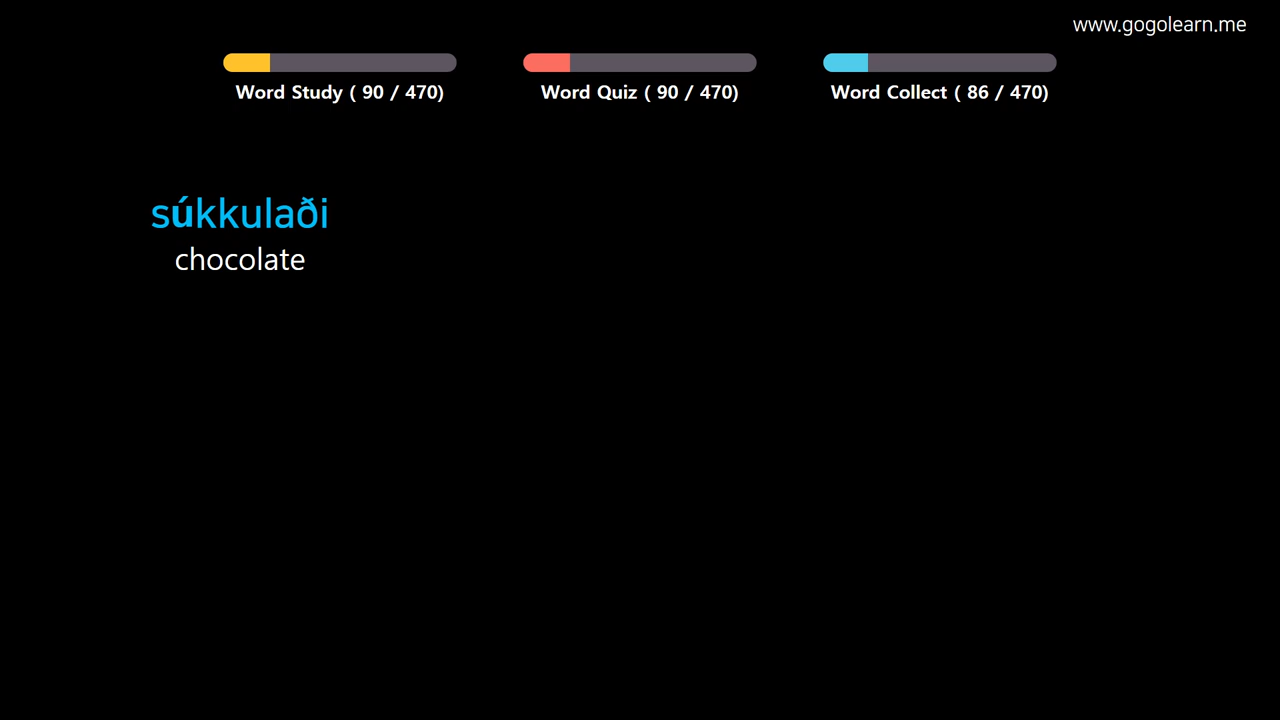 www.gogolearn.me
Word Study ( 90 / 470)
Word Quiz ( 90 / 470)
Word Collect ( 86 / 470)
súkkulaði
chocolate